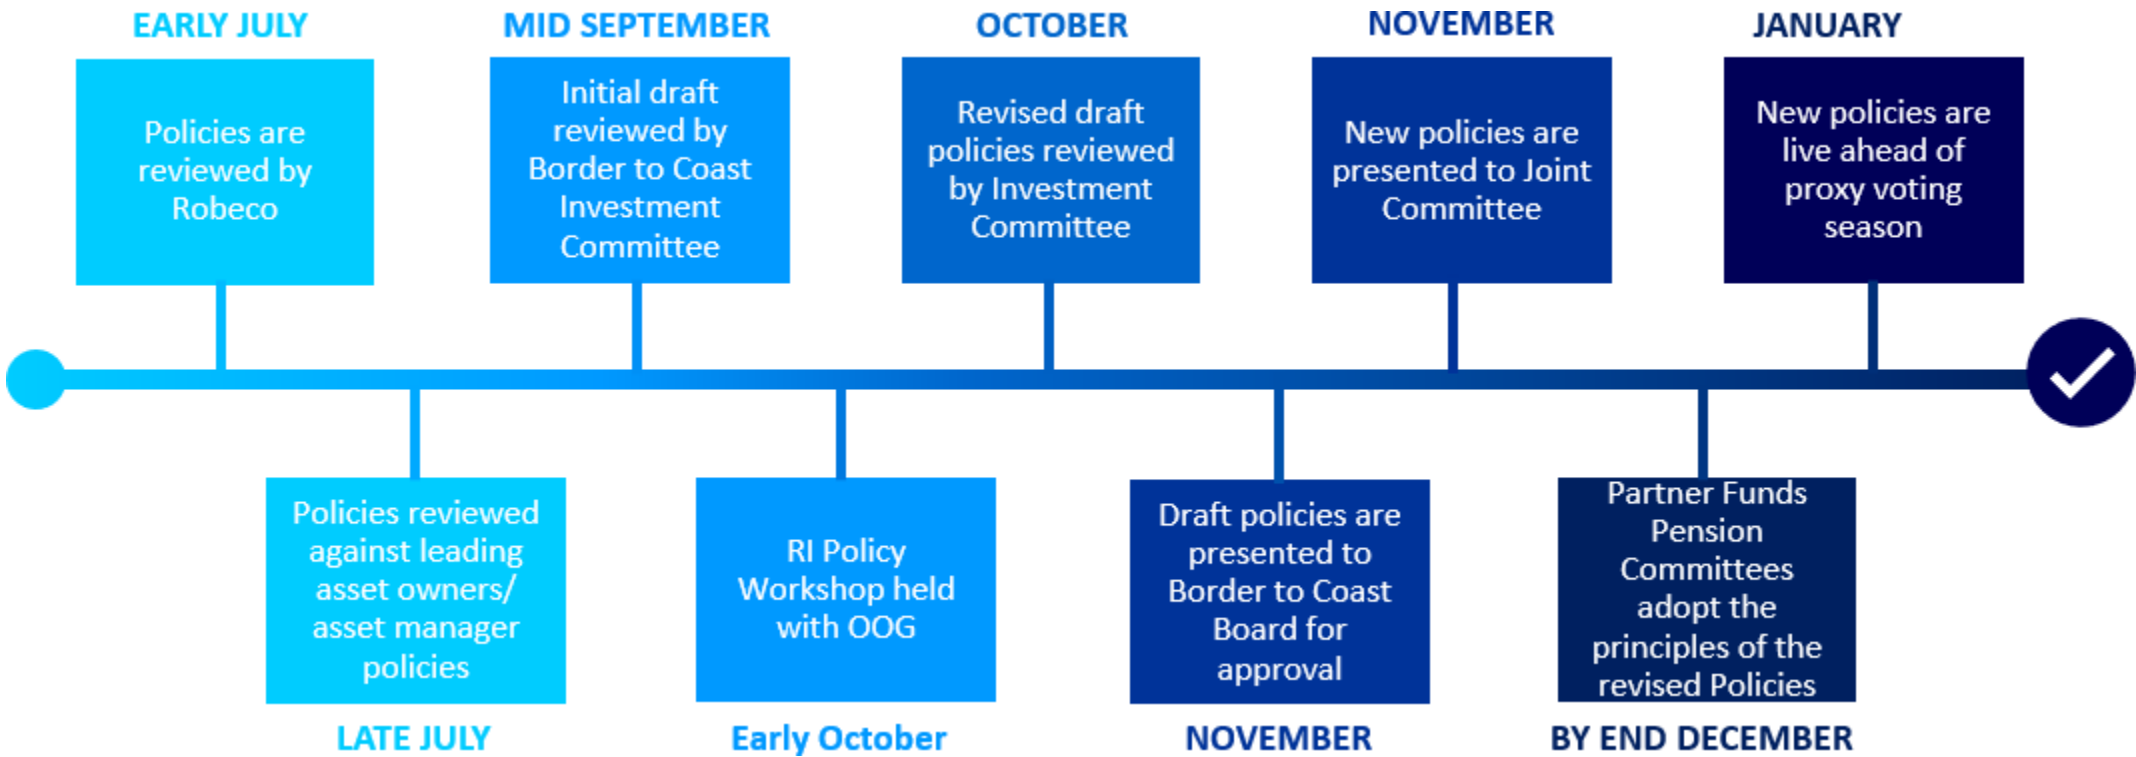 EARLY JULY
Policies are
reviewed by
Robeco
MID SEPTEMBER
Initial draft
reviewed by
Border to Coast
Investment
Committee
OCTOBER
Revised draft
policies reviewed
by Investment
Committee
NOVEMBER
New policies are
presented to Joint
Committee
JANUARY
New policies are
live ahead of
proxy voting
season
Policies reviewed
against leading
asset owners/
asset manager
policies
LATE JULY
RI Policy
Workshop held
with OOG
Early October
Draft policies are
presented to
Border to Coast
Board for
approval
NOVEMBER
Partner Funds
Pension
Committees
adopt the
principles of the
revised Policies
BY END DECEMBER